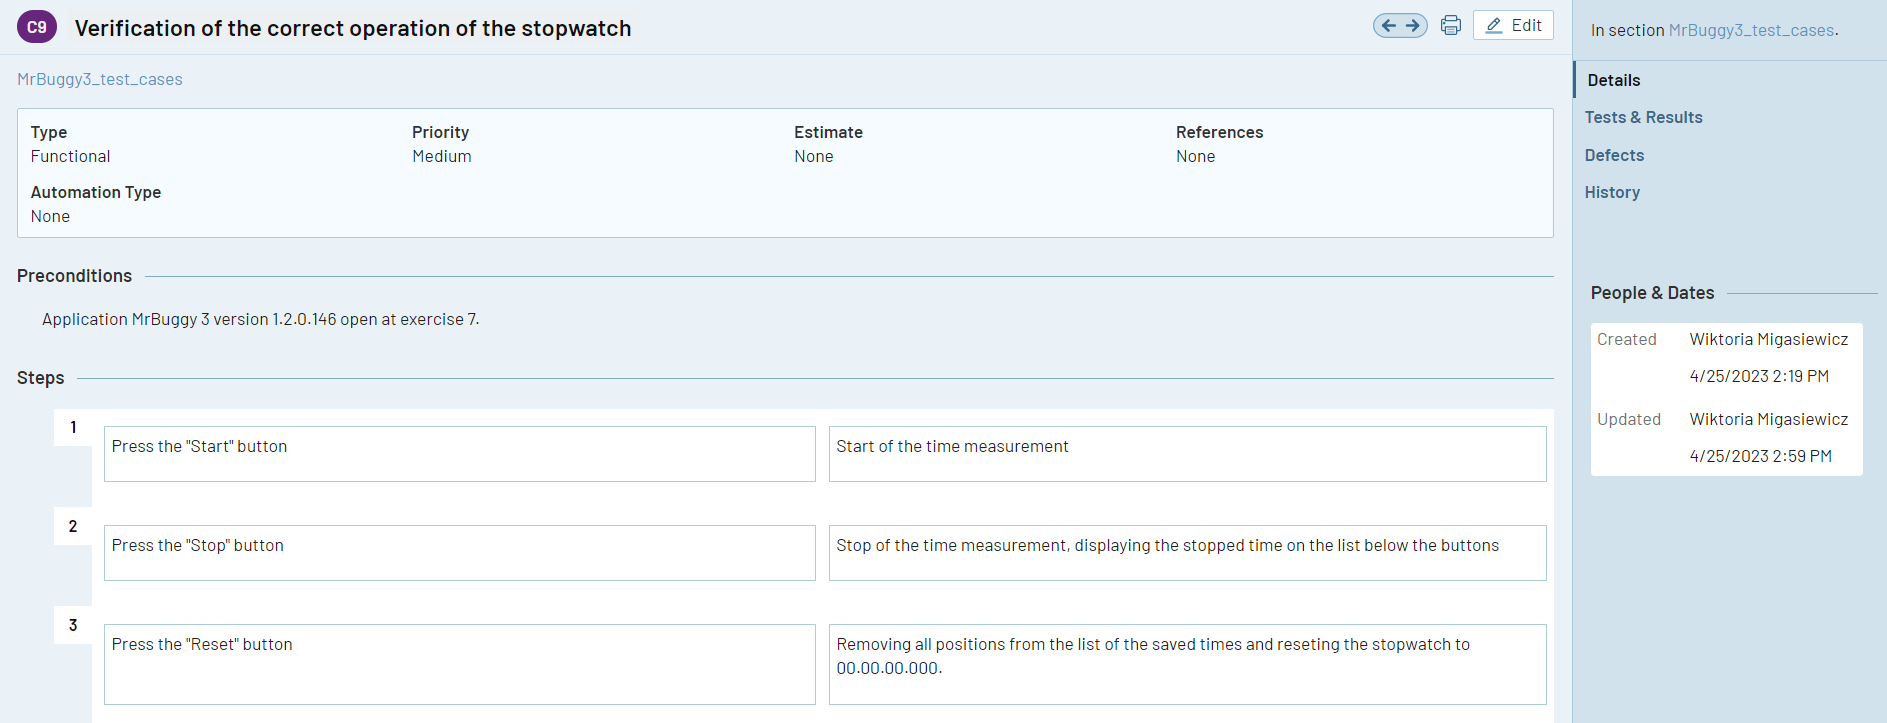 C9 Verification of the correct operation of the stopwatch
Edit
MrBuggy3_test_cases
Type Priority Estimate References
Functional Medium None None
Automation Type
None
Preconditions
Application MrBuggy 3 version 1.2.0.146 open at exercise 7.
Steps
1
Press the "Start" button
Start of the time measurement
2
Press the "Stop" button
Stop of the time measurement, displaying the stopped time on the list below the buttons
3
Press the "Reset" button
Removing all positions from the list of the saved times and reseting the stopwatch to
00.00.00.000.
In section MrBuggy3_test_cases.
Details
Tests & Results
Defects
History
People & Dates
Created Wiktoria Migasiewicz
4/25/2023 2:19 PM
Updated Wiktoria Migasiewicz
4/25/2023 2:59 PM